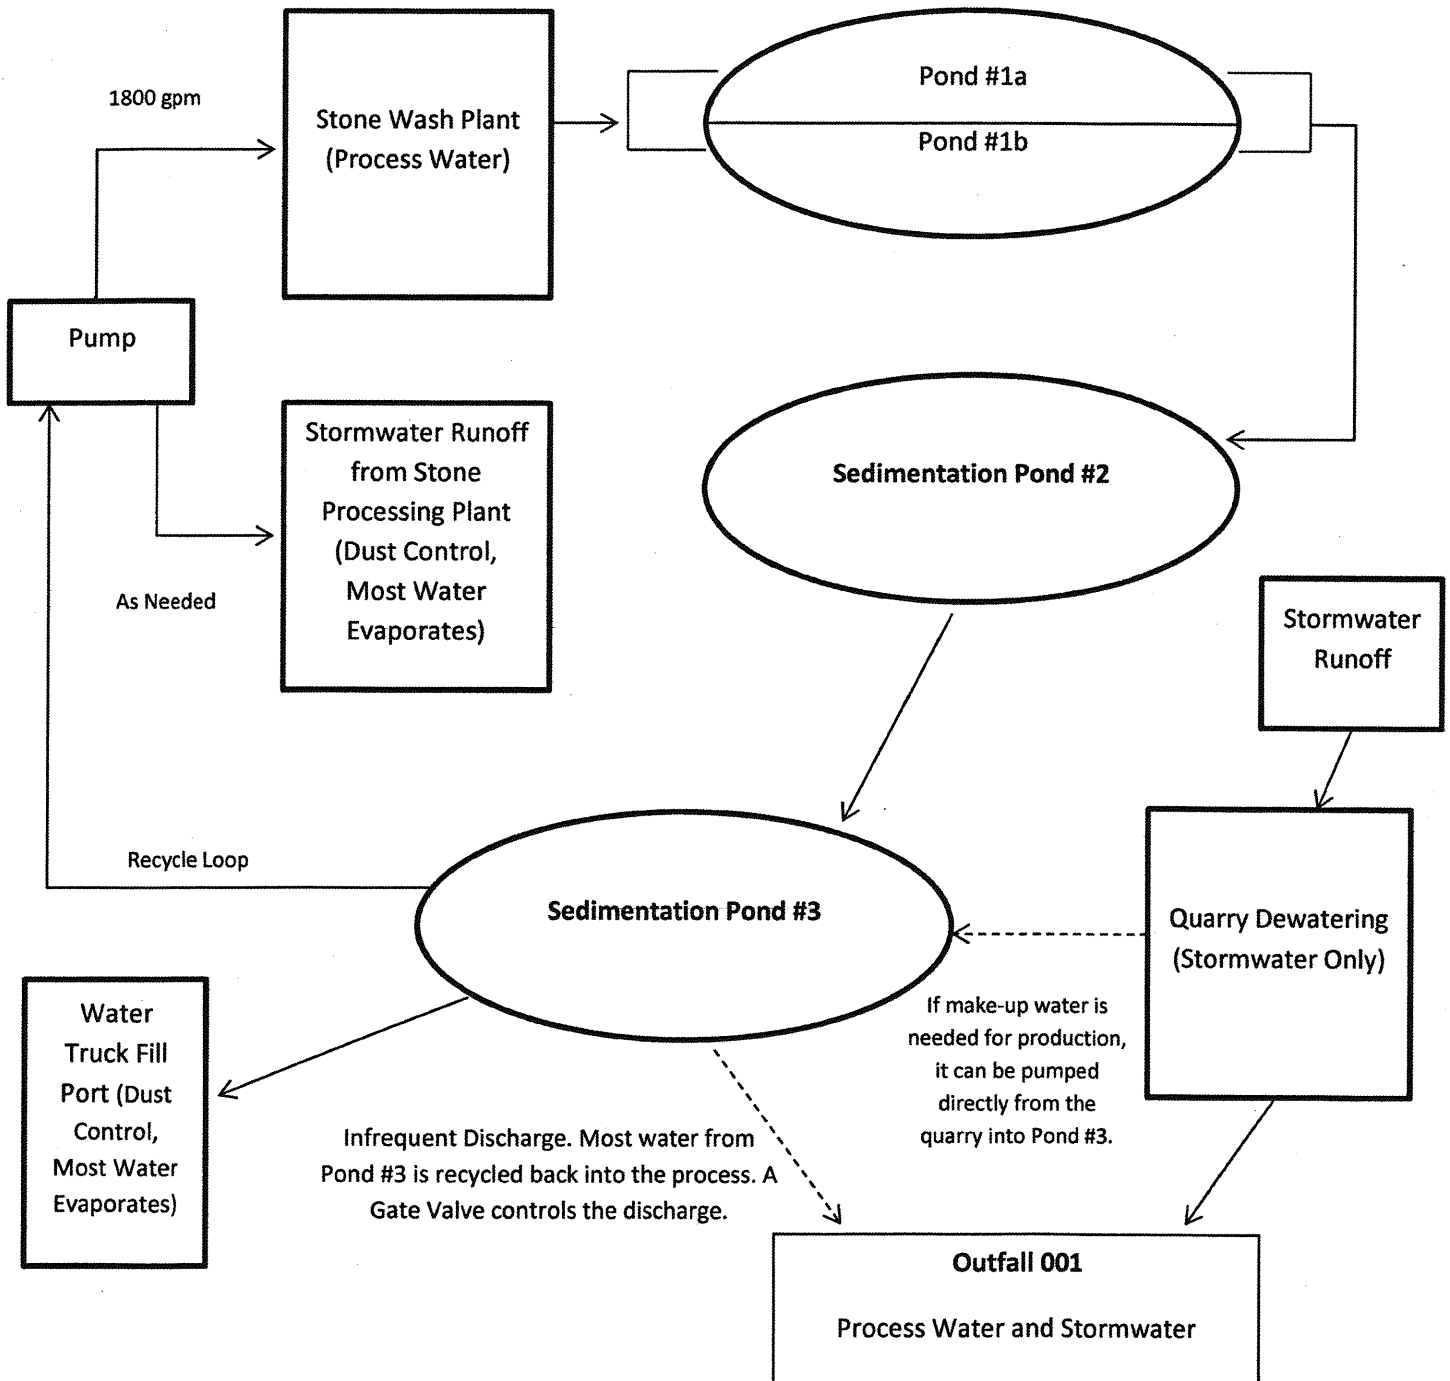 1800 gpm
Stone Wash Plant
(Process Water)
Pond #1a
Pond #1b
Pump
Stormwater Runoff
from Stone
Processing Plant
(Dust Control,
Most Water
Evaporates)
As Needed
Sedimentation Pond #2
Stormwater
Runoff
Recycle Loop
Sedimentation Pond #3
Quarry Dewatering
(Stormwater Only)
If make-up water is
needed for production,
it can be pumped
directly from the
quarry into Pond #3.
Water
Truck Fill
Port (Dust
Control,
Most Water
Evaporates)
Infrequent Discharge. Most water from
Pond #3 is recycled back into the process. A
Gate Valve controls the discharge.
Outfall 001
Process Water and Stormwater